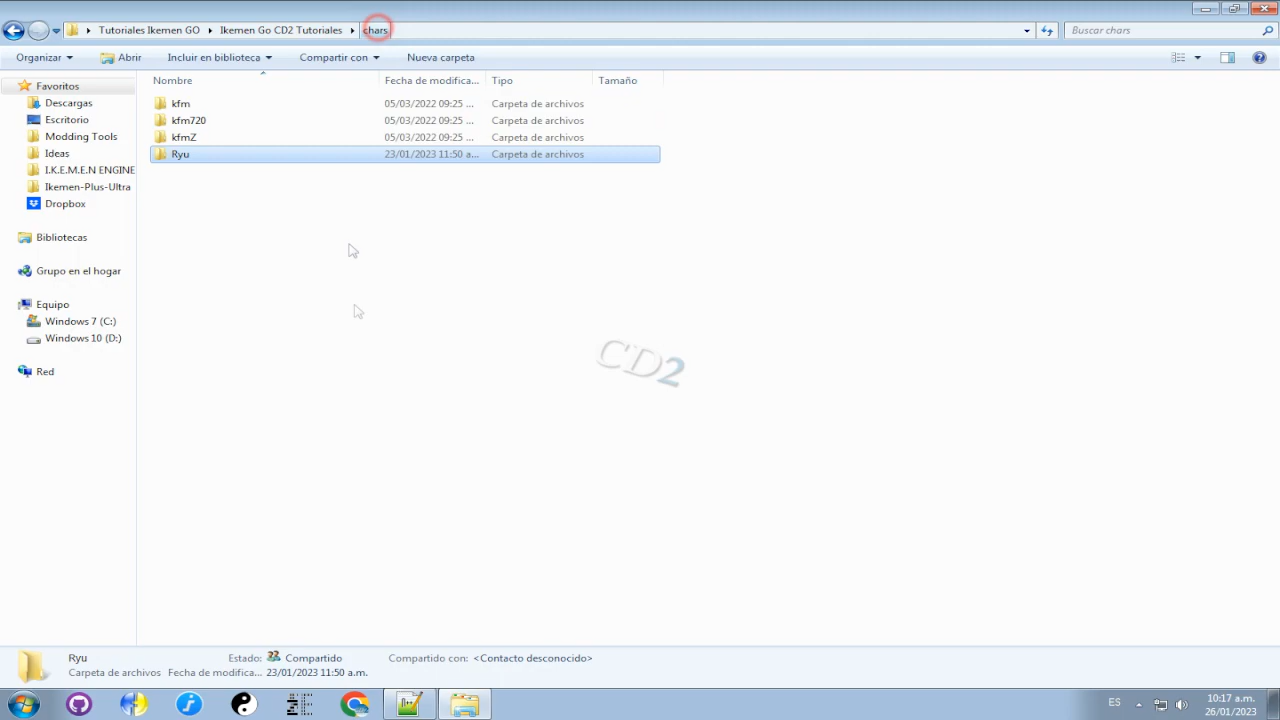 Tutoriales Ikemen GO Ikemen Go CD2 Tutoriales chars Buscar chars
Organizar Abrir Incluir en biblioteca Compartir con Nueva carpeta
Favoritos
Descargas
Escritorio
Modding Tools
Ideas
I.K.E.M.E.N ENGINE
Ikemen-Plus-Ultra
Dropbox
Bibliotecas
Grupo en el hogar
Equipo
Windows 7 (C:)
Windows 10 (D:)
Red
Nombre Fecha de modifica... Tipo Tamaño
kfm 05/03/2022 09:25 ... Carpeta de archivos
kfm720 05/03/2022 09:25 ... Carpeta de archivos
kfmZ 05/03/2022 09:25 ... Carpeta de archivos
Ryu 23/01/2023 11:50 a... Carpeta de archivos
CD2
Ryu Estado: Compartido Compartido con: <Contacto desconocido>
Carpeta de archivos Fecha de modifica... 23/01/2023 11:50 a.m.
ES 10:17 a.m.
26/01/2023